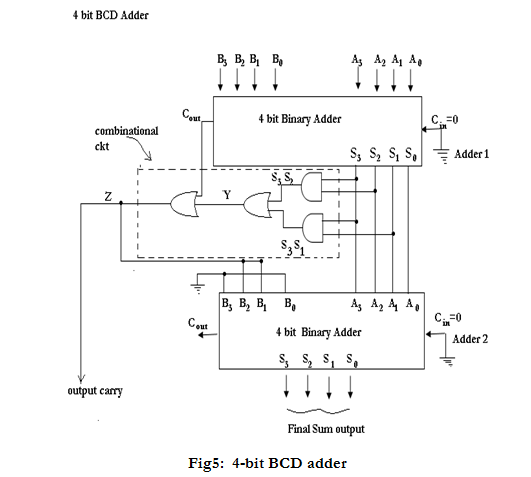 4 bit BCD Adder
B3 B2 B1 B0 A3 A2 A1 A0
Cout 4 bit Binary Adder Cin=0
combinational
ckt
S3 S2 S1 S0 Adder 1
S3 S2
Z Y
S3 S1
B3 B2 B1 B0 A3 A2 A1 A0
Cout 4 bit Binary Adder Cin=0
Adder 2
S3 S2 S1 S0
output carry
Final Sum output
Fig5: 4-bit BCD adder